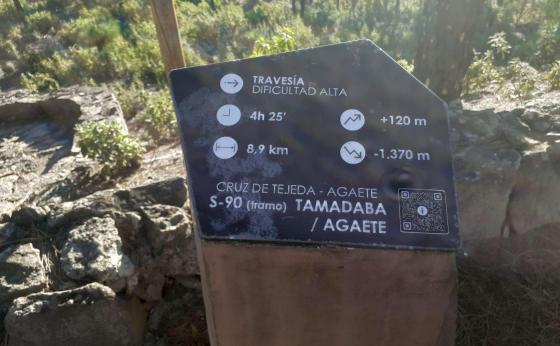 TRAVESÍA
DIFICULTAD ALTA
4h 25'
+120 m
8,9 km
-1.370 m
CRUZ DE TEJEDA - AGAETE
S-90 (tramo) TAMADABA
/ AGAETE